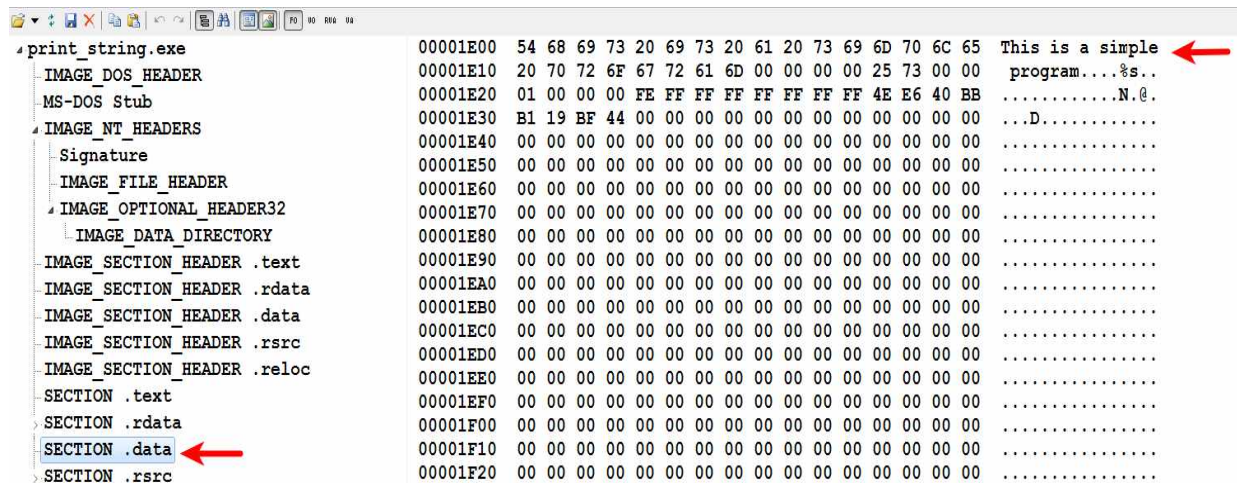 FO UO RUA UA
print_string.exe
IMAGE_DOS_HEADER
MS-DOS Stub
IMAGE_NT_HEADERS
Signature
IMAGE_FILE_HEADER
IMAGE_OPTIONAL_HEADER32
IMAGE_DATA_DIRECTORY
IMAGE_SECTION_HEADER .text
IMAGE_SECTION_HEADER .rdata
IMAGE_SECTION_HEADER .data
IMAGE_SECTION_HEADER .rsrc
IMAGE_SECTION_HEADER .reloc
SECTION .text
SECTION .rdata
SECTION .data
SECTION .rsrc
00001E00 54 68 69 73 20 69 73 20 61 20 73 69 6D 70 6C 65 This is a simple
00001E10 20 70 72 6F 67 72 61 6D 00 00 00 00 25 73 00 00 program....%s..
00001E20 01 00 00 00 FE FF FF FF FF FF FF FF 4E E6 40 BB ............N.@.
00001E30 B1 19 BF 44 00 00 00 00 00 00 00 00 00 00 00 00 ...D............
00001E40 00 00 00 00 00 00 00 00 00 00 00 00 00 00 00 00 ................
00001E50 00 00 00 00 00 00 00 00 00 00 00 00 00 00 00 00 ................
00001E60 00 00 00 00 00 00 00 00 00 00 00 00 00 00 00 00 ................
00001E70 00 00 00 00 00 00 00 00 00 00 00 00 00 00 00 00 ................
00001E80 00 00 00 00 00 00 00 00 00 00 00 00 00 00 00 00 ................
00001E90 00 00 00 00 00 00 00 00 00 00 00 00 00 00 00 00 ................
00001EA0 00 00 00 00 00 00 00 00 00 00 00 00 00 00 00 00 ................
00001EB0 00 00 00 00 00 00 00 00 00 00 00 00 00 00 00 00 ................
00001EC0 00 00 00 00 00 00 00 00 00 00 00 00 00 00 00 00 ................
00001ED0 00 00 00 00 00 00 00 00 00 00 00 00 00 00 00 00 ................
00001EE0 00 00 00 00 00 00 00 00 00 00 00 00 00 00 00 00 ................
00001EF0 00 00 00 00 00 00 00 00 00 00 00 00 00 00 00 00 ................
00001F00 00 00 00 00 00 00 00 00 00 00 00 00 00 00 00 00 ................
00001F10 00 00 00 00 00 00 00 00 00 00 00 00 00 00 00 00 ................
00001F20 00 00 00 00 00 00 00 00 00 00 00 00 00 00 00 00 ................